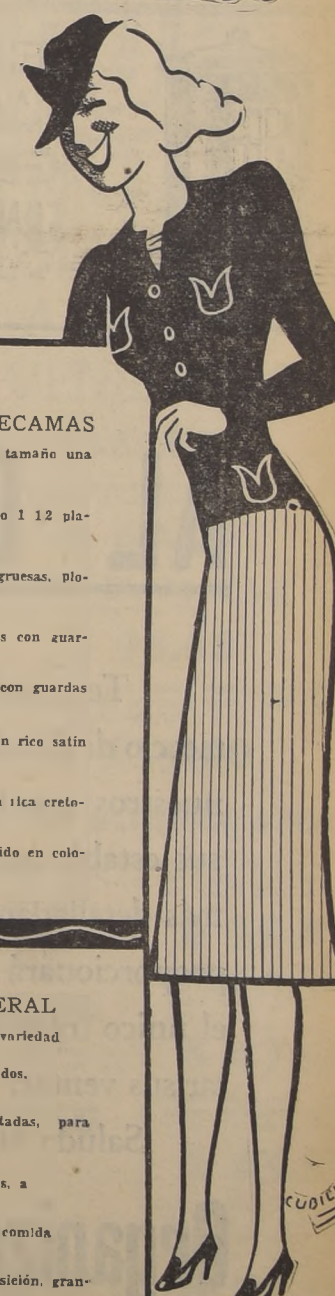 ECAMAS
tamaño una
o 1 12 pla-
gruesas, plo-
s con guar-
con guardas
n rico satín
rica creto-
ido en colo-
ERAL
variedad
dos.
tadas, para
s, a
comida
sición, gran-